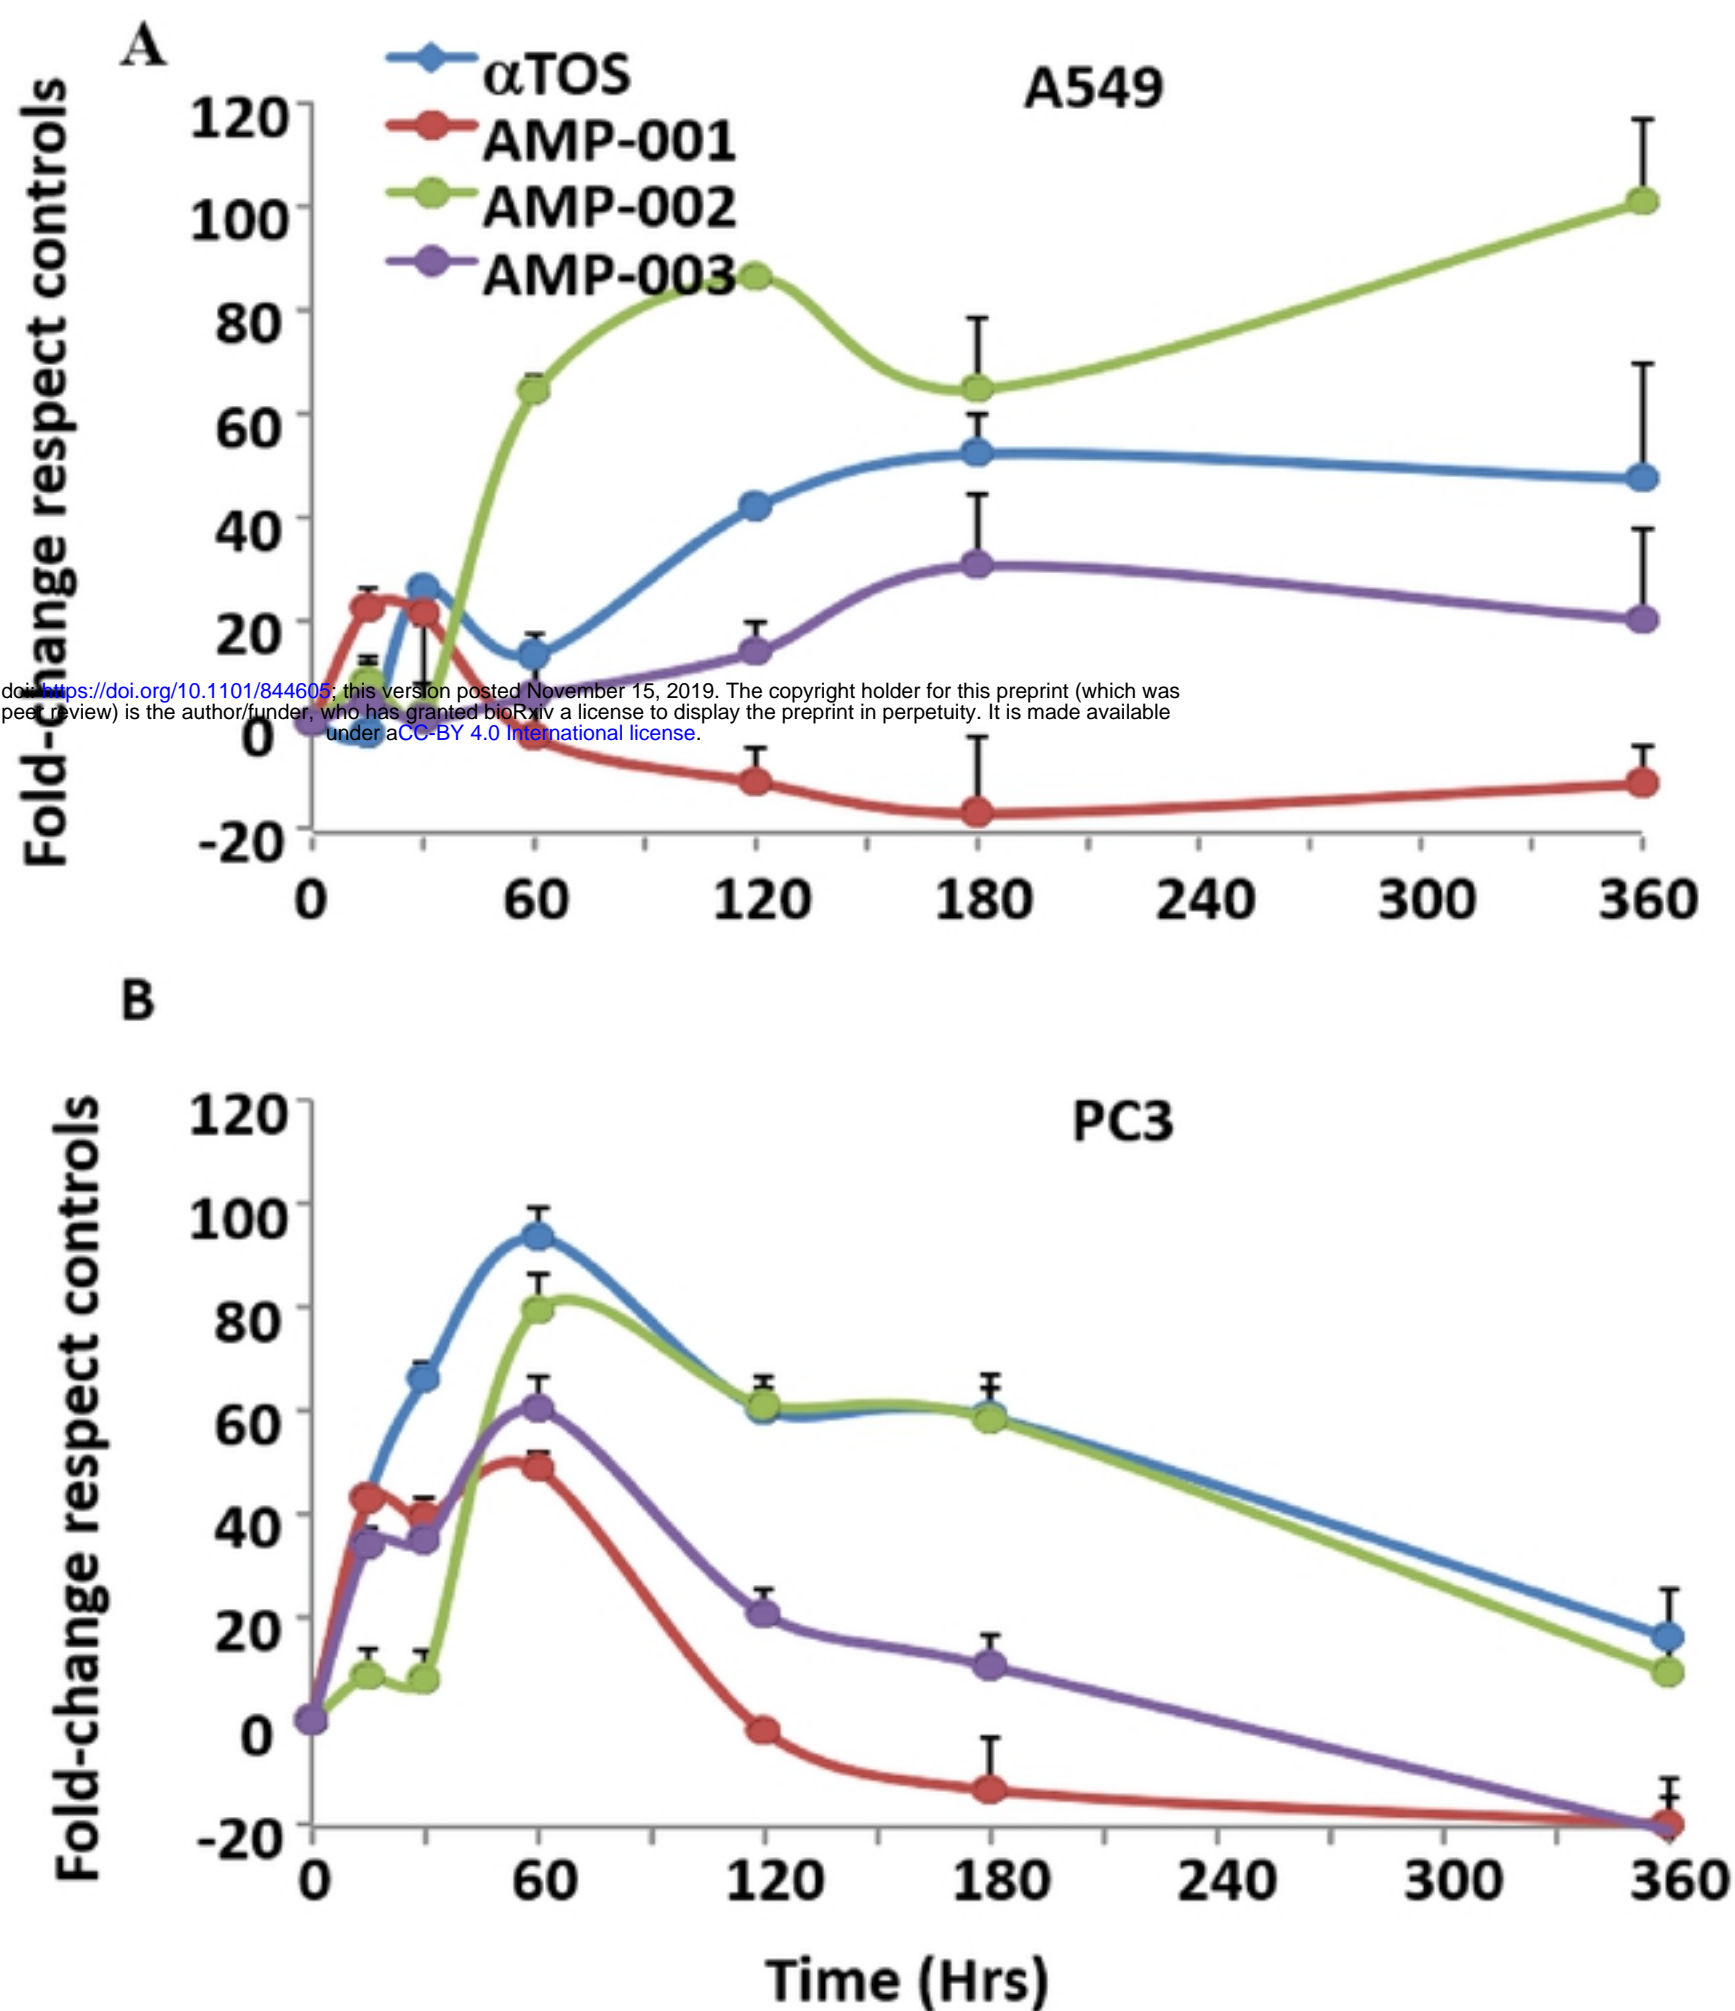 A
αTOS
AMP-001
AMP-002
AMP-003
A549
Fold-change respect controls
120
100
80
60
40
20
0
-20
0 60 120 180 240 300 360
doi: https://doi.org/10.1101/844605; this version posted November 15, 2019. The copyright holder for this preprint (which was
peer review) is the author/funder, who has granted bioRxiv a license to display the preprint in perpetuity. It is made available
under aCC-BY 4.0 International license.
B
PC3
Fold-change respect controls
120
100
80
60
40
20
0
-20
0 60 120 180 240 300 360
Time (Hrs)